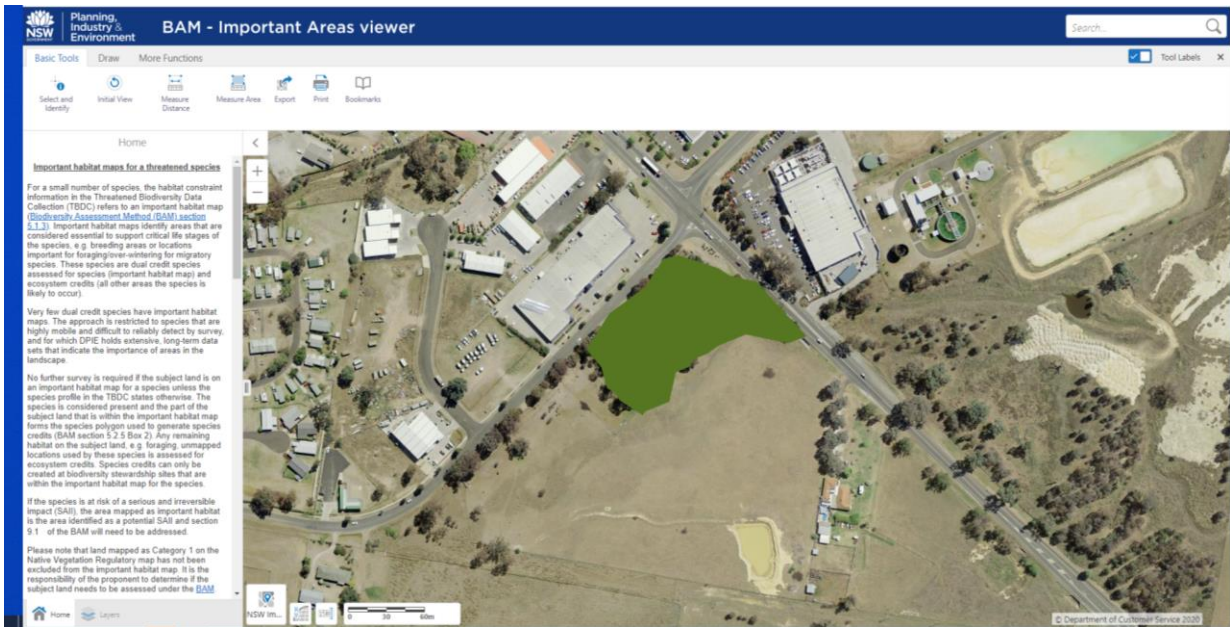 NSW
GOVERNMENT
Planning,
Industry &
Environment
BAM - Important Areas viewer
Search...
Basic Tools
Draw
More Functions
Tool Labels
Select and
Identify
Initial View
Measure
Distance
Measure Area
Export
Print
Bookmarks
Home
Important habitat maps for a threatened species
For a small number of species, the habitat constraint
information in the Threatened Biodiversity Data
Collection (TBDC) refers to an important habitat map
(Biodiversity Assessment Method (BAM) section
5.1.3). Important habitat maps identify areas that are
considered essential to support critical life stages of
the species, e.g. breeding areas or locations
important for foraging/over-wintering for migratory
species. These species are dual credit species
assessed for species (important habitat map) and
ecosystem credits (all other areas the species is
likely to occur).
Very few dual credit species have important habitat
maps. The approach is restricted to species that are
highly mobile and difficult to reliably detect by survey,
and for which DPIE holds extensive, long-term data
sets that indicate the importance of areas in the
landscape.
No further survey is required if the subject land is on
an important habitat map for a species unless the
species profile in the TBDC states otherwise. The
species is considered present and the part of the
subject land that is within the important habitat map
forms the species polygon used to generate species
credits (BAM section 5.2.5 Box 2). Any remaining
habitat on the subject land, e.g. foraging, unmapped
locations used by these species is assessed for
ecosystem credits. Species credits can only be
created at biodiversity stewardship sites that are
within the important habitat map for the species.
If the species is at risk of a serious and irreversible
impact (SAII), the area mapped as important habitat
is the area identified as a potential SAII and section
9.1 of the BAM will need to be addressed.
Please note that land mapped as Category 1 on the
Native Vegetation Regulatory map has not been
excluded from the important habitat map. It is the
responsibility of the proponent to determine if the
subject land needs to be assessed under the BAM
Home
Layers
NSW Im...
0 30 60m
© Department of Customer Service 2020